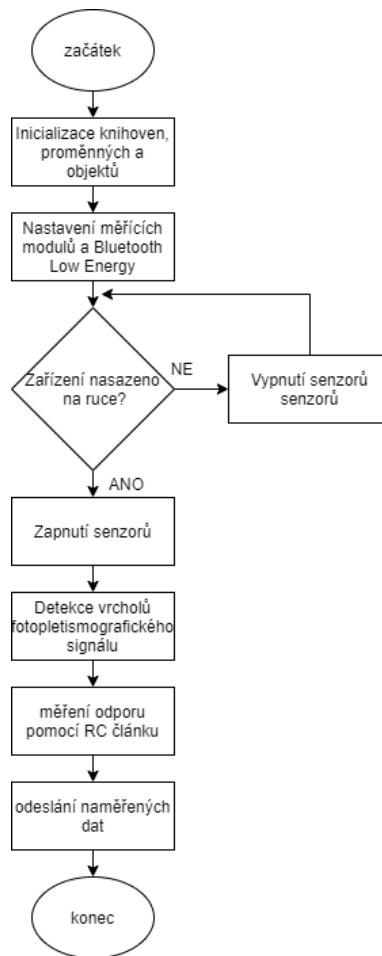 začátek
Inicializace knihoven,
proměnných a
objektů
Nastavení měřících
modulů a Bluetooth
Low Energy
Zařízení nasazeno
na ruce?
NE
Vypnutí senzorů
senzorů
ANO
Zapnutí senzorů
Detekce vrcholů
fotopletismografického
signálu
měření odporu
pomocí RC článku
odeslání naměřených
dat
konec